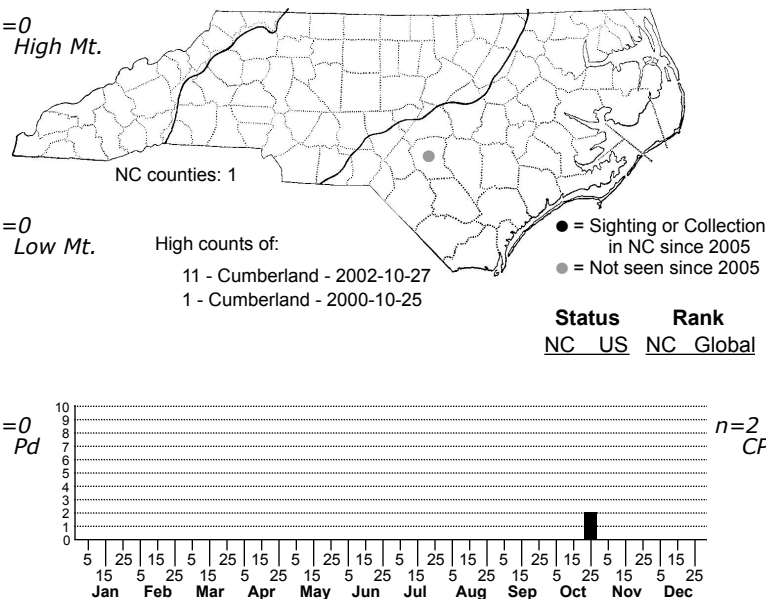 =0
High Mt.
NC counties: 1
=0
Low Mt.
High counts of:
11 - Cumberland - 2002-10-27
1 - Cumberland - 2000-10-25
● = Sighting or Collection
in NC since 2005
● = Not seen since 2005
Status Rank
NC US NC Global
=0
Pd
n=2
CP
10
9
8
7
6
5
4
3
2
1
0
5 25 15 5 25 15 5 25 15 5 25 15 5 25 15 5 25 15
15 5 25 15 5 25 15 5 25 15 5 25 15 5 25 15 5 25
Jan Feb Mar Apr May Jun Jul Aug Sep Oct Nov Dec